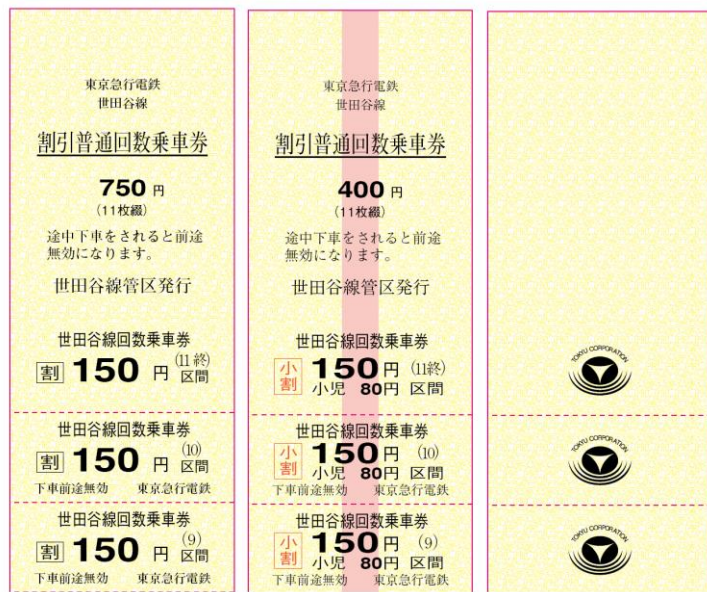 東京急行電鉄
世田谷線
割引普通回数乗車券
750 円
(11枚綴)
途中下車をされると前途
無効になります。
世田谷線管区発行
世田谷線回数乗車券
割 150 円 (11終) 区間
世田谷線回数乗車券
割 150 円 (10) 区間
下車前途無効 東京急行電鉄
世田谷線回数乗車券
割 150 円 (9) 区間
下車前途無効 東京急行電鉄
東京急行電鉄
世田谷線
割引普通回数乗車券
400 円
(11枚綴)
途中下車をされると前途
無効になります。
世田谷線管区発行
世田谷線回数乗車券
小割 150円 (11終)
小児 80円 区間
世田谷線回数乗車券
小割 150円 (10)
小児 80円 区間
下車前途無効 東京急行電鉄
世田谷線回数乗車券
小割 150円 (9)
小児 80円 区間
下車前途無効 東京急行電鉄
TOKYU CORPORATION
TOKYU CORPORATION
TOKYU CORPORATION